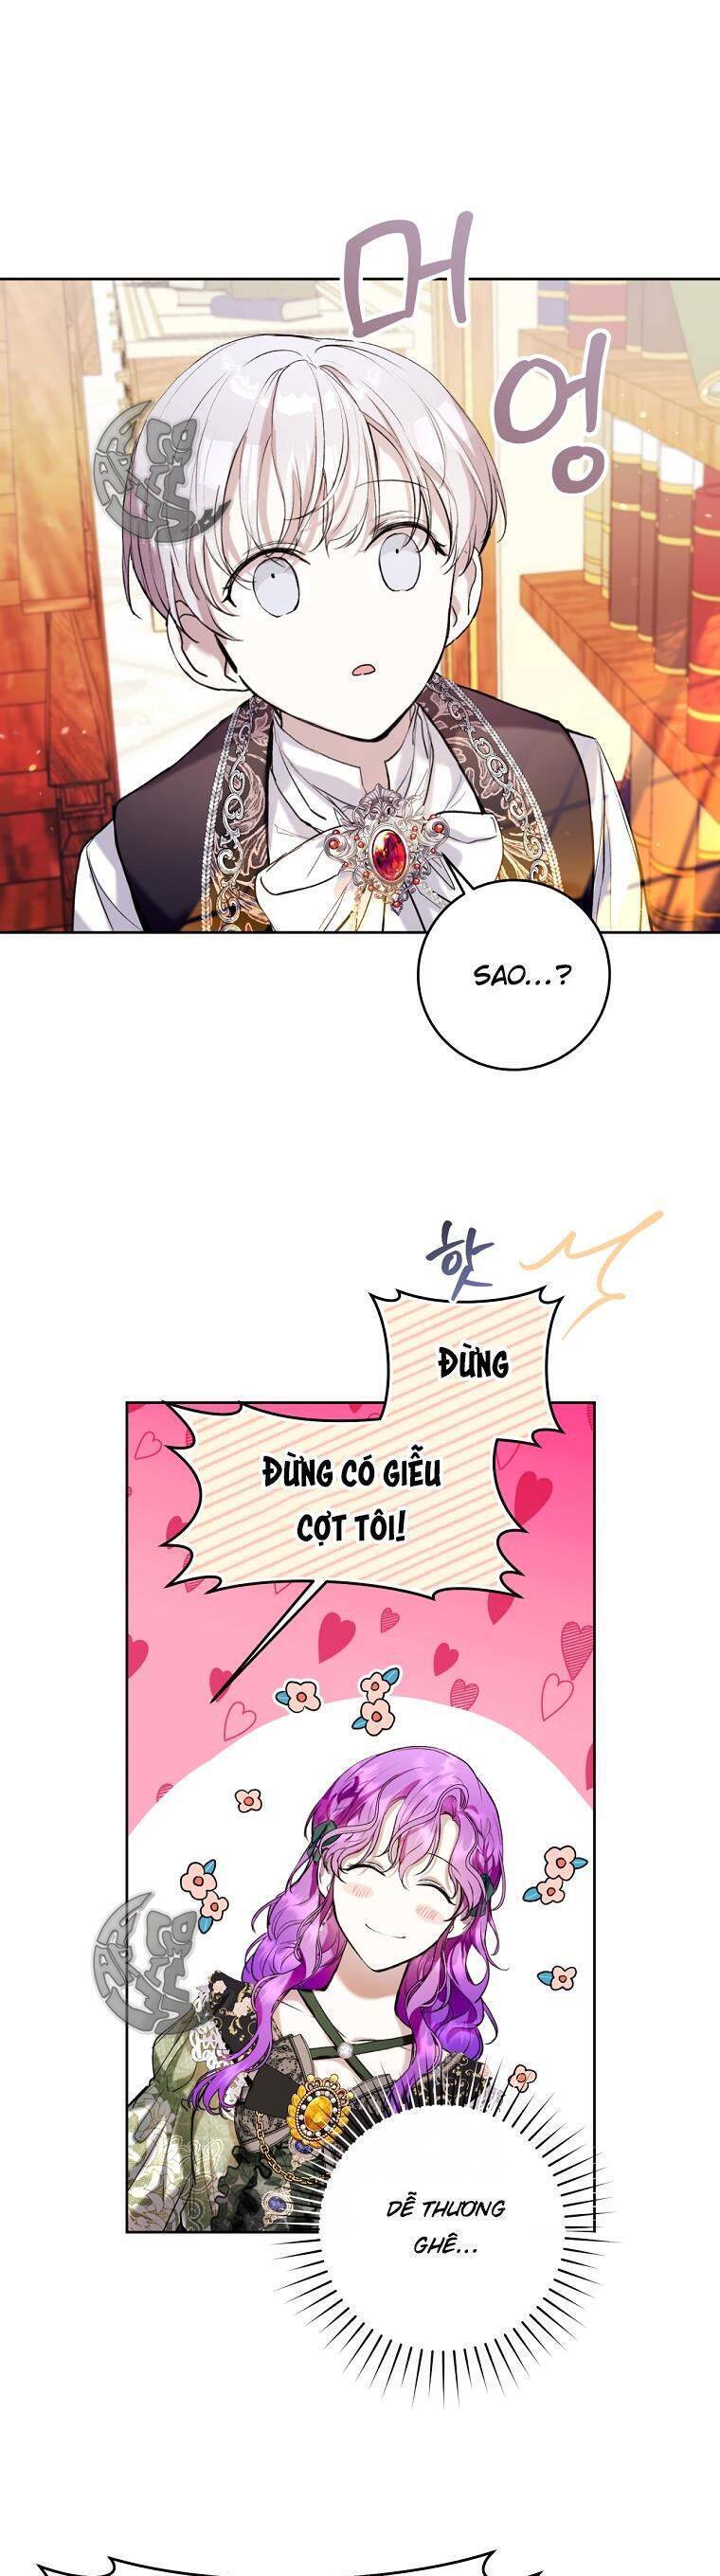 머
엉
SAO...?
핫
ĐỪNG
ĐỪNG CÓ GIỄU
CỢT TÔI!
DỄ THƯƠNG
GHÊ...